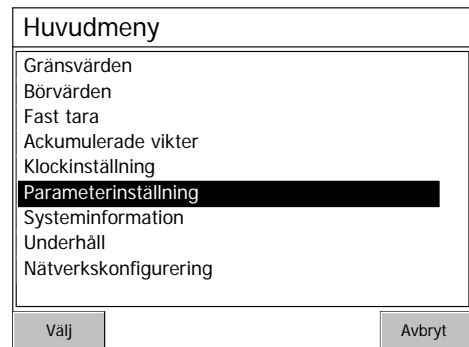 Huvudmeny
Gränsvärden
Börvärden
Fast tara
Ackumulerade vikter
Klockinställning
Parameterinställning
Systeminformation
Underhåll
Nätverkskonfigurering
Välj
Avbryt